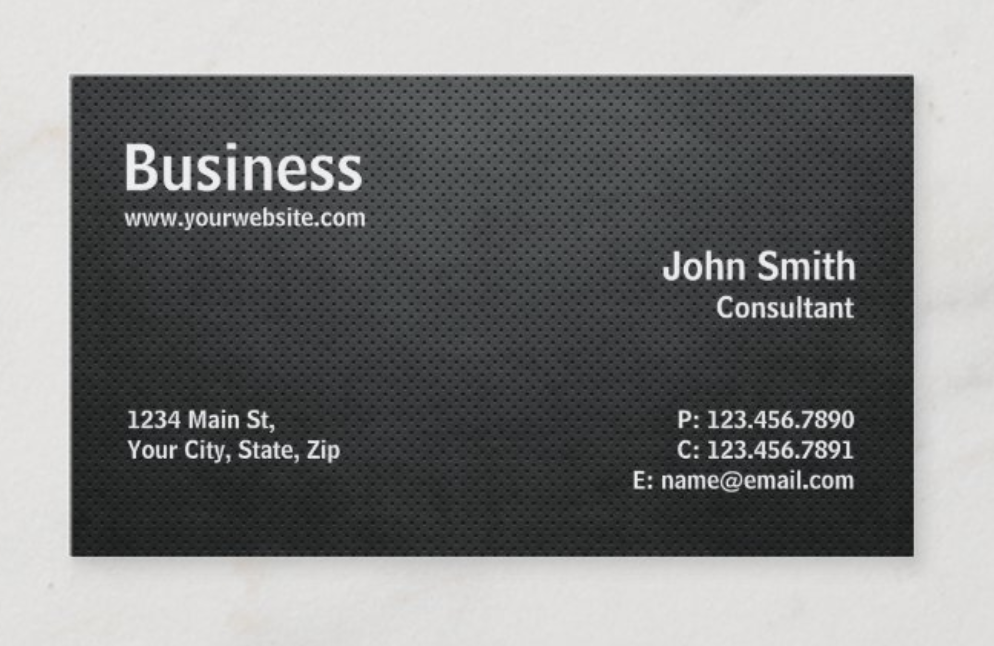 Business
www.yourwebsite.com
John Smith
Consultant
1234 Main St,
Your City, State, Zip
P: 123.456.7890
C: 123.456.7891
E: name@email.com